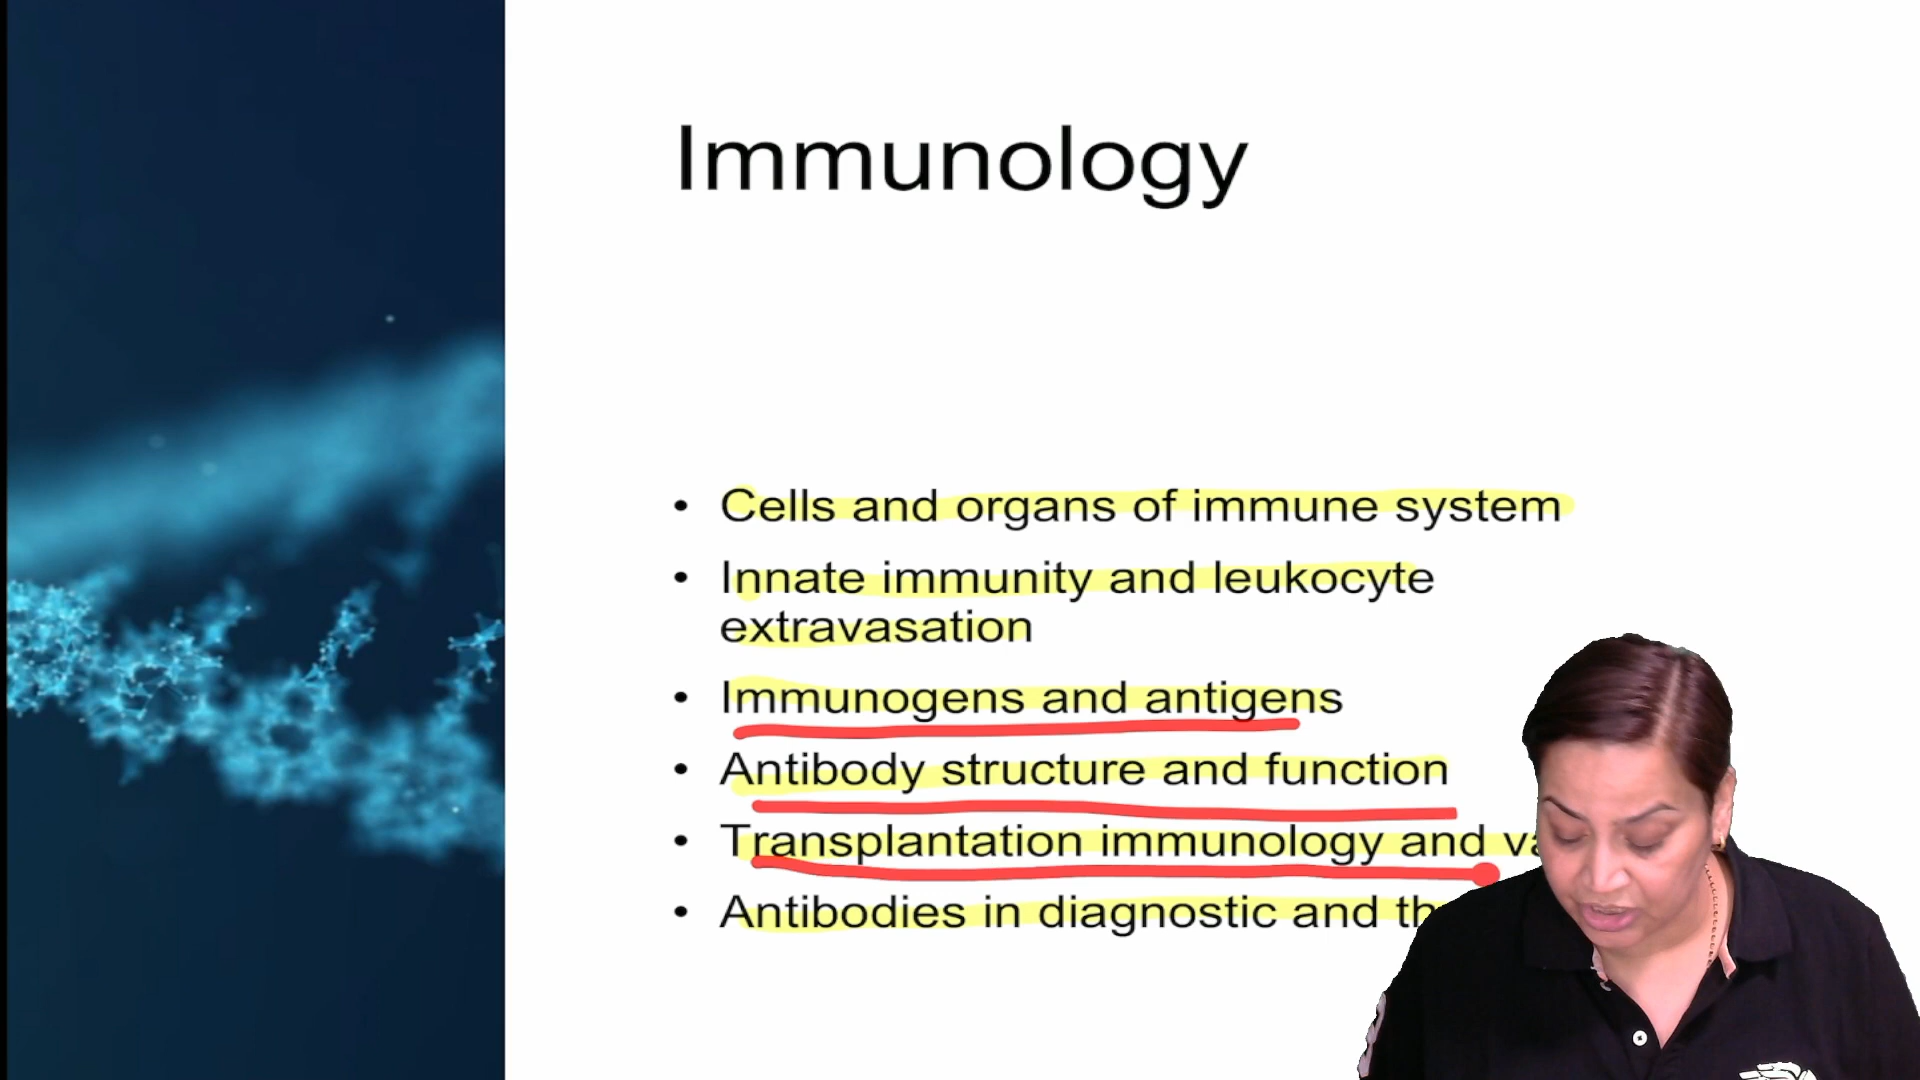 Immunology
• Cells and organs of immune system
• Innate immunity and leukocyte
extravasation
• Immunogens and antigens
• Antibody structure and function
• Transplantation immunology and
• Antibodies in diagnostic and